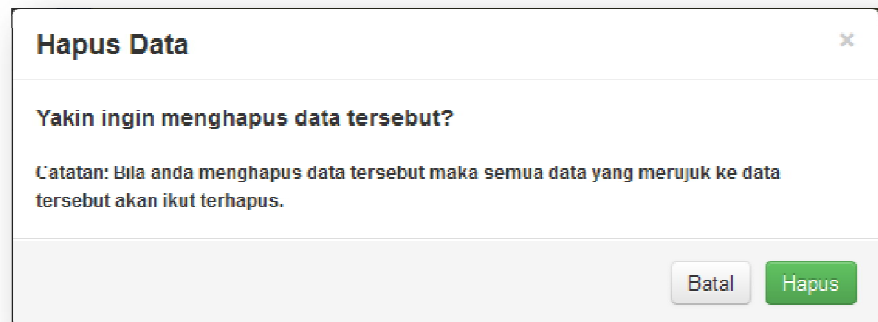 Hapus Data
×
Yakin ingin menghapus data tersebut?
Catatan: Bila anda menghapus data tersebut maka semua data yang merujuk ke data
tersebut akan ikut terhapus.
Batal Hapus